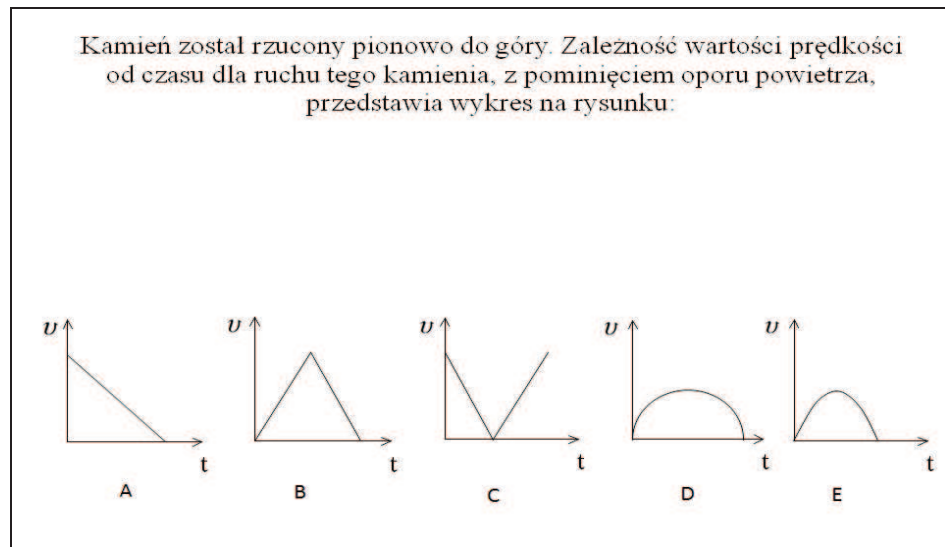 Kamień został rzucony pionowo do góry. Zależność wartości prędkości
od czasu dla ruchu tego kamienia, z pominięciem oporu powietrza,
przedstawia wykres na rysunku:
υ υ υ υ υ
t t t t t
A B C D E